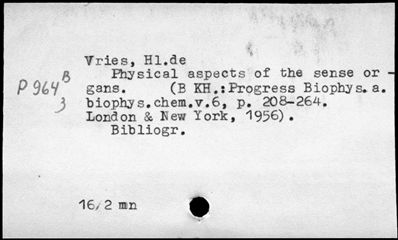 Vries, Hl.de
Physical aspects of the sense or-
gans. (B KH.:Progress Biophys.a.
biophys.chem.v.6, p. 208-264.
London & New York, 1956).
Bibliogr.
P 964 B
3
16/2 mn